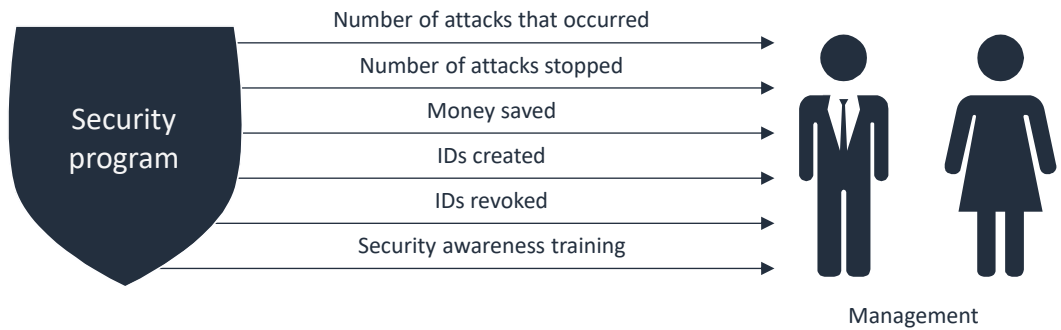 Number of attacks that occurred
Number of attacks stopped
Security
program
Money saved
IDs created
IDs revoked
Security awareness training
Management